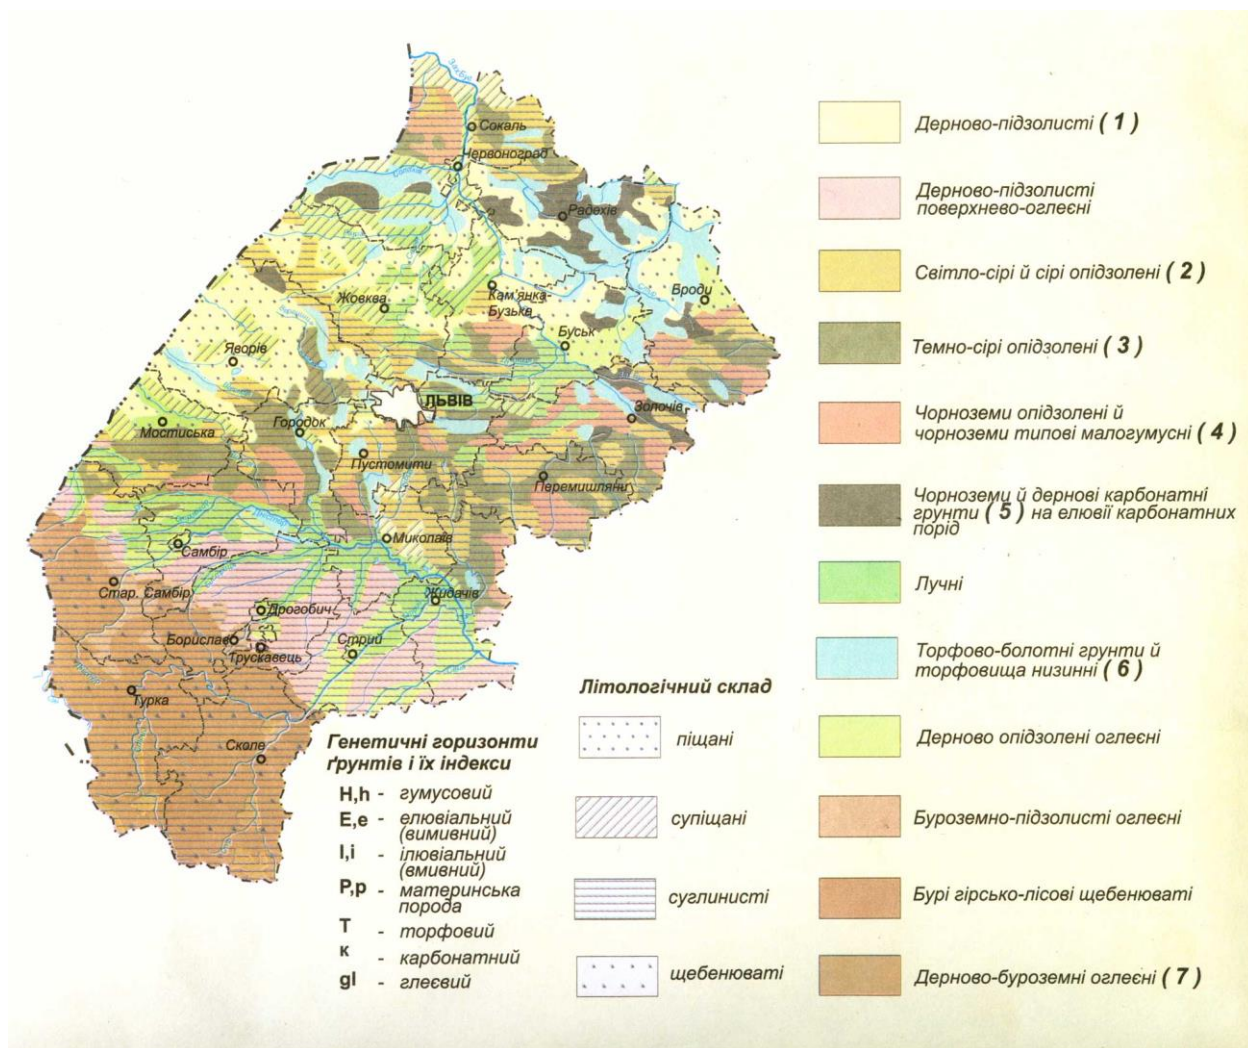 Зах.Буг
Сокаль
Червоноград
Солокія
Радехів
Жовква
Кам'янка-
Бузька
Броди
Буськ
Яворів
ЛЬВІВ
Золочів
Мостиська
Городок
Пустомити
Перемишляни
Миколаїв
Самбір
Стар. Самбір
Дрогобич
Жидачів
Борислав
Трускавець
Стрий
Турка
Сколе
Дерново-підзолисті ( 1 )
Дерново-підзолисті
поверхнево-оглеєні
Світло-сірі й сірі опідзолені ( 2 )
Темно-сірі опідзолені ( 3 )
Чорноземи опідзолені й
чорноземи типові малогумусні ( 4 )
Чорноземи й дернові карбонатні
грунти ( 5 ) на елювії карбонатних
порід
Лучні
Торфово-болотні грунти й
торфовища низинні ( 6 )
Дерново опідзолені оглеєні
Буроземно-підзолисті оглеєні
Бурі гірсько-лісові щебенюваті
Дерново-буроземні оглеєні ( 7 )
Літологічний склад
піщані
супіщані
суглинисті
щебенюваті
Генетичні горизонти
ґрунтів і їх індекси
H,h - гумусовий
E,e - елювіальний
(вимивний)
I,i - ілювіальний
(вмивний)
P,p - материнська
порода
T - торфовий
к - карбонатний
gl - глеєвий